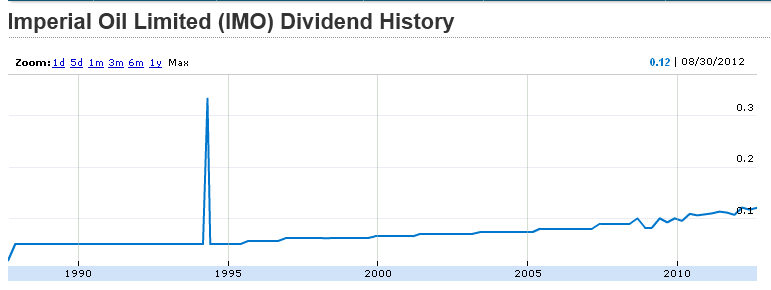 Imperial Oil Limited (IMO) Dividend History
Zoom: 1d 5d 1m 3m 6m 1y Max
0.12 | 08/30/2012
0.3
0.2
0.1
1990 1995 2000 2005 2010